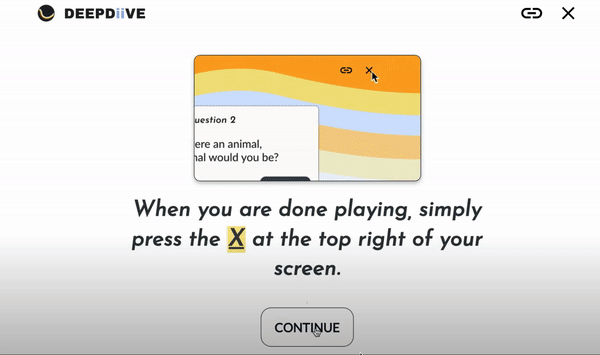 DEEPDiiVE
uestion 2
ere an animal,
nal would you be?
When you are done playing, simply
press the X at the top right of your
screen.
CONTINUE